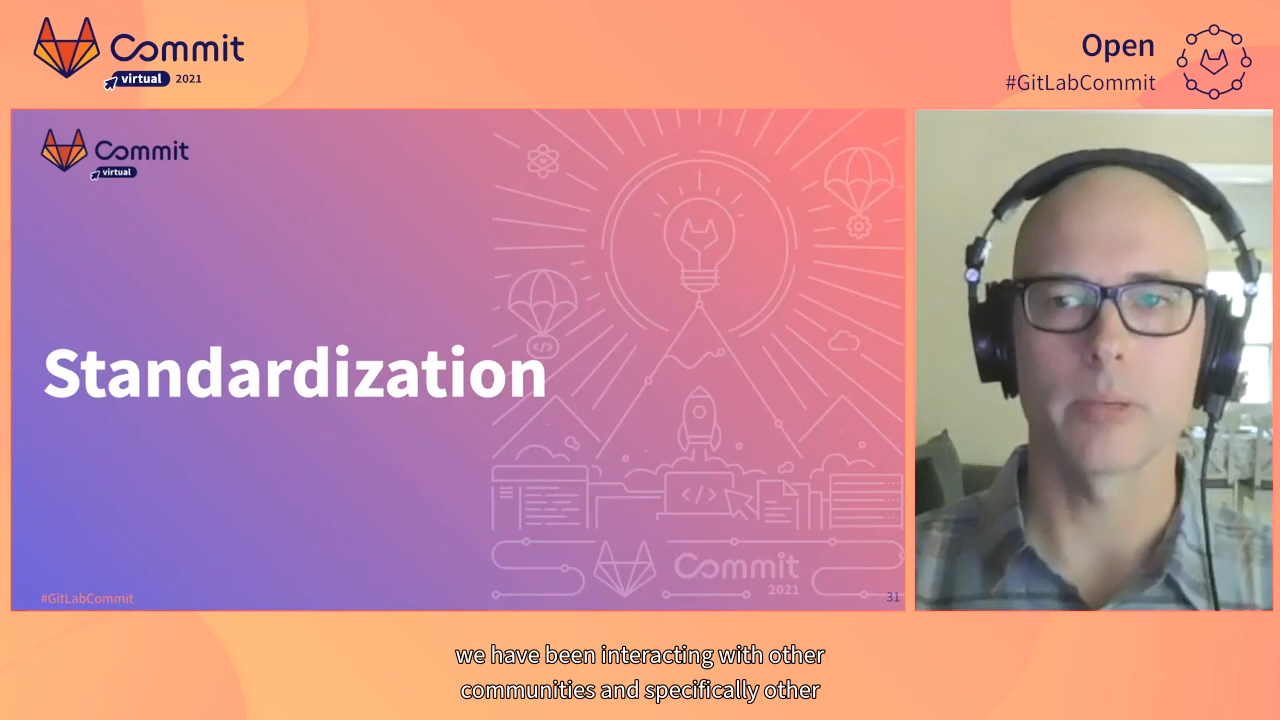 Commit
virtual 2021
Open
#GitLabCommit
Commit
virtual
Standardization
</>
</>
Commit
2021
#GitLabCommit
31
we have been interacting with other
communities and specifically other